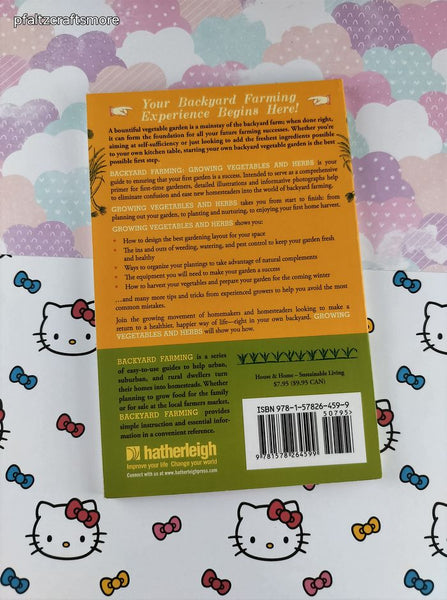 pfaltzcraftsmore
Your Backyard Farming
Experience Begins Here!
A bountiful vegetable garden is a mainstay of the backyard farm; when done right,
it can form the foundation for all your future farming successes. Whether you're
aiming at self-sufficiency or just looking to add the freshest ingredients possible
to your own kitchen table, starting your own backyard vegetable garden is the best
possible first step.
BACKYARD FARMING: GROWING VEGETABLES AND HERBS is your
guide to ensuring that your first garden is a success. Intended to serve as a comprehensive
primer for first-time gardeners, detailed illustrations and informative photographs help
to eliminate confusion and ease new homesteaders into the world of backyard farming.
GROWING VEGETABLES AND HERBS takes you from start to finish: from
planning out your garden, to planting and nurturing, to enjoying your first home harvest.
GROWING VEGETABLES AND HERBS shows you:
• How to design the best gardening layout for your space
• The ins and outs of weeding, watering, and pest control to keep your garden fresh
and healthy
• Ways to organize your plantings to take advantage of natural complements
• The equipment you will need to make your garden a success
• How to harvest your vegetables and prepare your garden for the coming winter
...and many more tips and tricks from experienced growers to help you avoid the most
common mistakes.
Join the growing movement of homemakers and homesteaders looking to make a
return to a healthier, happier way of life—right in your own backyard. GROWING
VEGETABLES AND HERBS will show you how.
BACKYARD FARMING is a series
of easy-to-use guides to help urban,
suburban, and rural dwellers turn
their homes into homesteads. Whether
planning to grow food for the family
or for sale at the local farmers market,
BACKYARD FARMING provides
simple instruction and essential infor-
mation in a convenient reference.
hatherleigh
Improve your life. Change your world.
Connect with us at www.hatherleighpress.com
House & Home – Sustainable Living
$7.95 ($9.95 CAN)
ISBN 978-1-57826-459-9
50795>
9 781578 264599